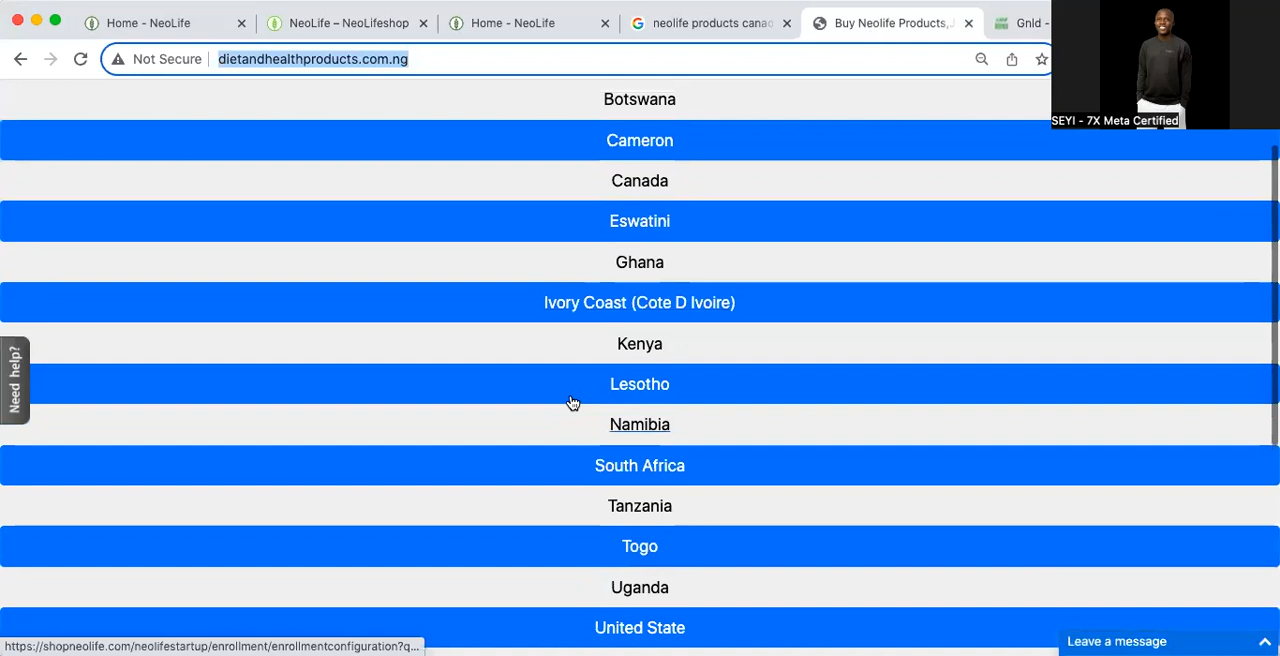 Home - NeoLife
NeoLife – NeoLifeshop
Home - NeoLife
neolife products canad
Buy Neolife Products,
Gnld -
Not Secure
dietandhealthproducts.com.ng
SEYI - 7X Meta Certified
Botswana
Cameron
Canada
Eswatini
Ghana
Ivory Coast (Cote D Ivoire)
Kenya
Lesotho
Namibia
South Africa
Tanzania
Togo
Uganda
United State
Need help?
https://shopneolife.com/neolifestartup/enrollment/enrollmentconfiguration?q...
Leave a message